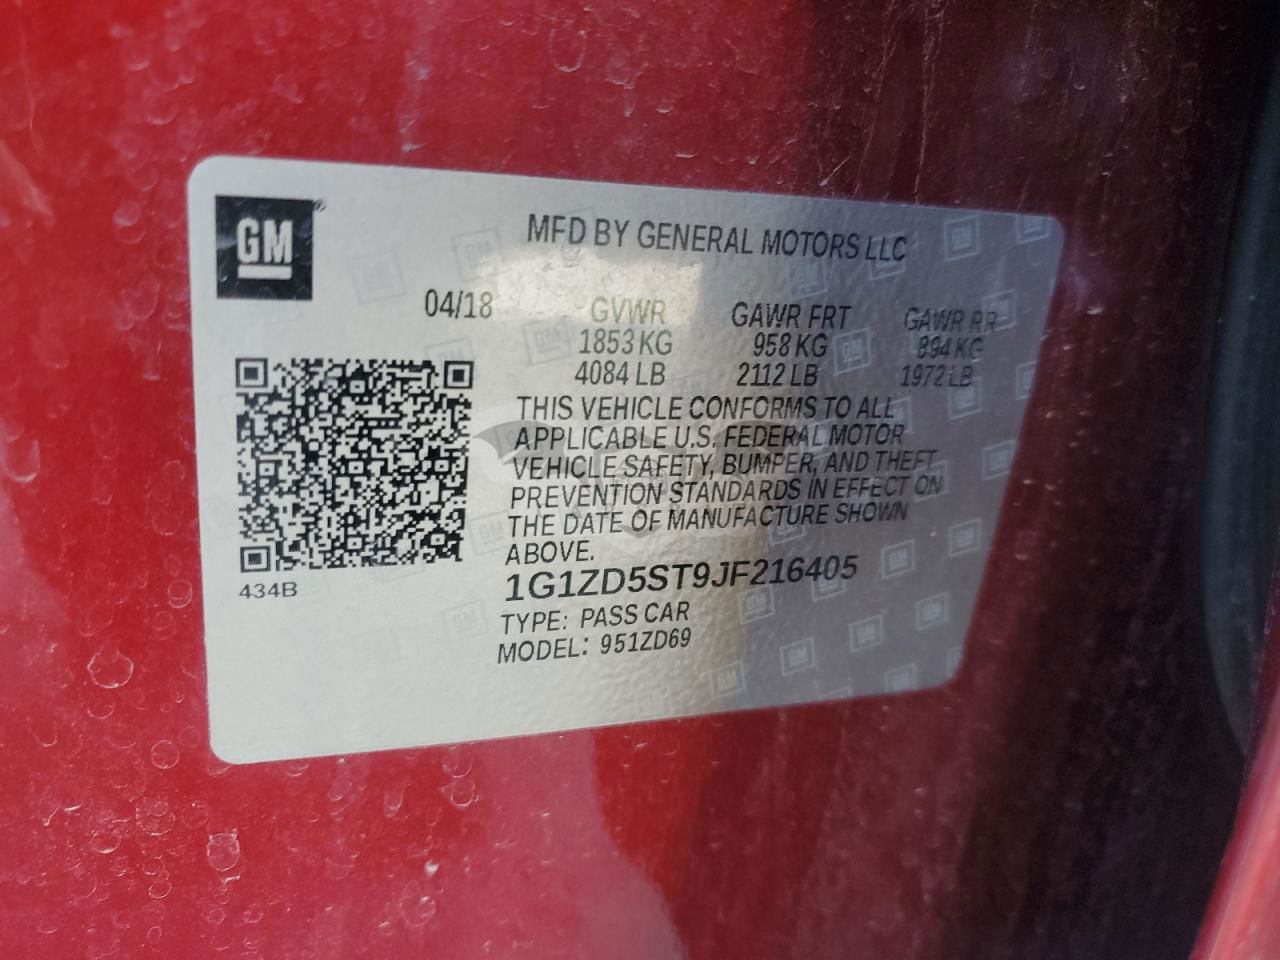 GM
MFD BY GENERAL MOTORS LLC
04/18 GVWR GAWR FRT GAWR RR
1853 KG 958 KG 894 KG
4084 LB 2112 LB 1972 LB
THIS VEHICLE CONFORMS TO ALL
APPLICABLE U.S. FEDERAL MOTOR
VEHICLE SAFETY, BUMPER, AND THEFT
PREVENTION STANDARDS IN EFFECT ON
THE DATE OF MANUFACTURE SHOWN
ABOVE.
434B
1G1ZD5ST9JF216405
TYPE: PASS CAR
MODEL: 951ZD69